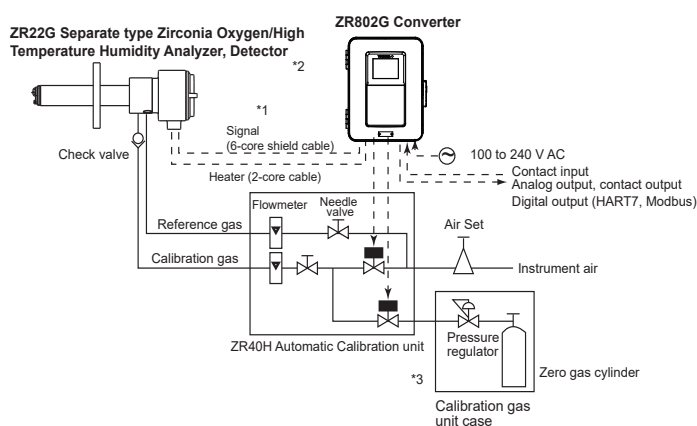 ZR802G Converter
ZR22G Separate type Zirconia Oxygen/High
Temperature Humidity Analyzer, Detector
*2
*1
Signal
(6-core shield cable)
Check valve
Heater (2-core cable)
100 to 240 V AC
Contact input
Analog output, contact output
Digital output (HART7, Modbus)
Flowmeter
Needle
valve
Reference gas
Air Set
Calibration gas
Instrument air
ZR40H Automatic Calibration unit
Pressure
regulator
*3
Zero gas cylinder
Calibration gas
unit case